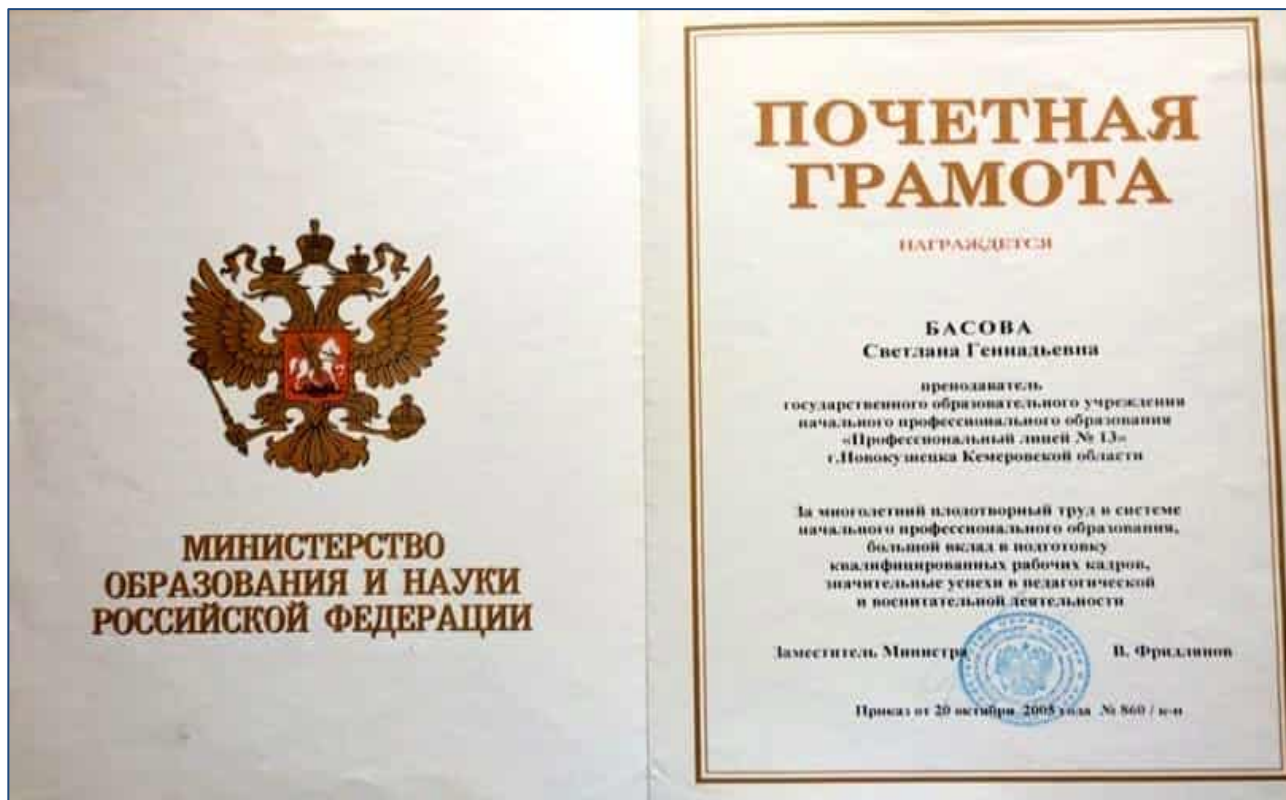 МИНИСТЕРСТВО
ОБРАЗОВАНИЯ И НАУКИ
РОССИЙСКОЙ ФЕДЕРАЦИИ
ПОЧЕТНАЯ
ГРАМОТА
НАГРАЖДЕТСЯ
БАСОВА
Светлана Геннадьевна
преподаватель
государственного образовательного учреждения
начального профессионального образования
«Профессиональный лицей № 13»
г.Новокузнецка Кемеровской области
За многолетний плодотворный труд в системе
начального профессионального образования,
большой вклад в подготовку
квалифицированных рабочих кадров,
значительные успехи в педагогической
и воспитательной деятельности
Заместитель Министра В. Фридлянов
Приказ от 20 октября 2005 года № 860 / к-н